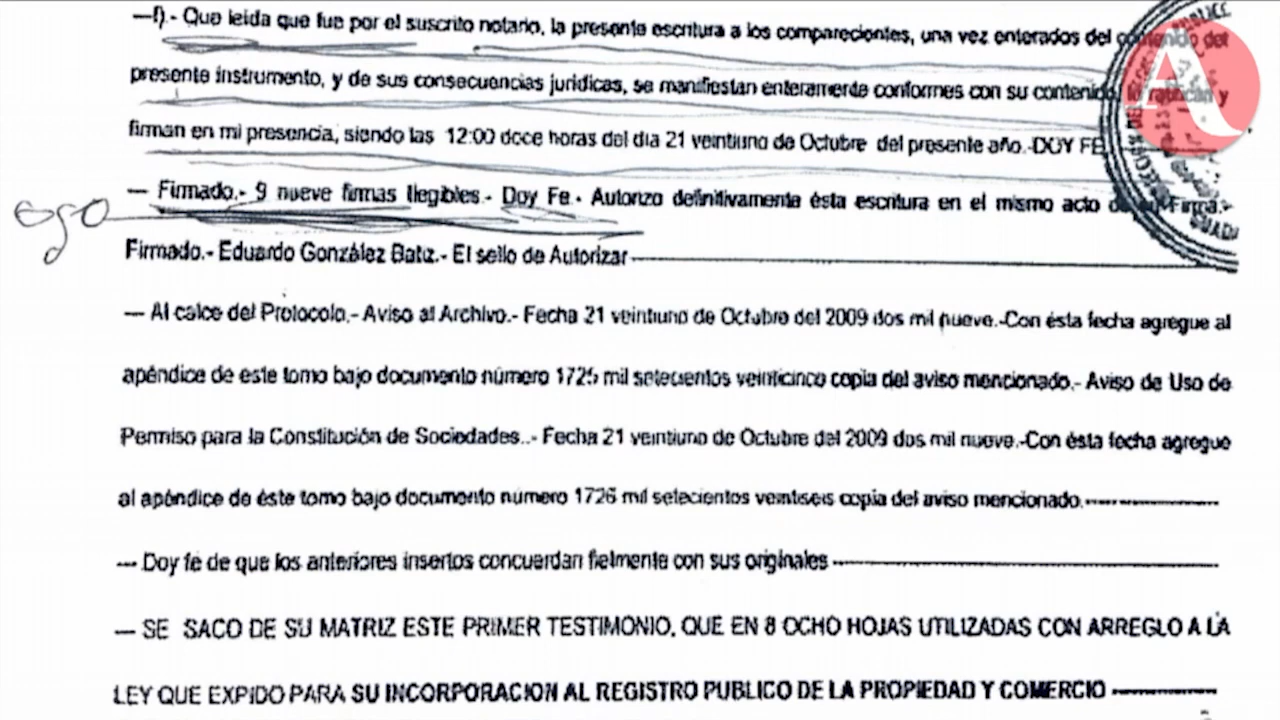 —f).- Que leida que fue por el suscrito notario, la presente escritura a los comparecientes, una vez enterados del contenido del
presente instrumento, y de sus consecuencias juridicas, se manifiestan enteramente conformes con su contenido, lo ratifican y
firman en mi presencia, siendo las 12:00 doce horas del dia 21 veintiuno de Octubre del presente año.-DOY FE
— Firmado.- 9 nueve firmas Ilegibles.- Doy Fe.- Autorizo definitivamente ésta escritura en el mismo acto de su Firma.-
Firmado.- Eduardo González Batiz.- El sello de Autorizar
— Al calce del Protocolo.- Aviso al Archivo.- Fecha 21 veintiuno de Octubre del 2009 dos mil nueve.-Con ésta fecha agregue al
apéndice de este tomo bajo documento número 1725 mil setecientos veinticinco copia del aviso mencionado.- Aviso de Uso de
Permiso para la Constitución de Sociedades..- Fecha 21 veintiuno de Octubre del 2009 dos mil nueve.-Con ésta fecha agregue
al apéndice de éste tomo bajo documento número 1726 mil setecientos veintiseis copia del aviso mencionado.
--- Doy fe de que los anteriores insertos concuerdan fielmente con sus originales
— SE SACO DE SU MATRIZ ESTE PRIMER TESTIMONIO, QUE EN 8 OCHO HOJAS UTILIZADAS CON ARREGLO A LA
LEY QUE EXPIDO PARA SU INCORPORACION AL REGISTRO PUBLICO DE LA PROPIEDAD Y COMERCIO